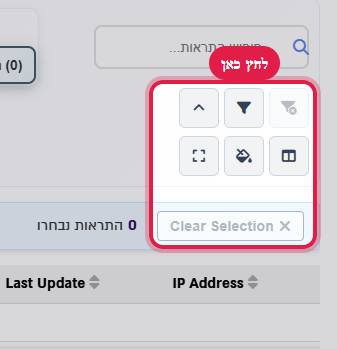 (0)
חיפוש התראות...
לחץ כאן
0 התראות נבחרו
Clear Selection ×
Last Update
IP Address